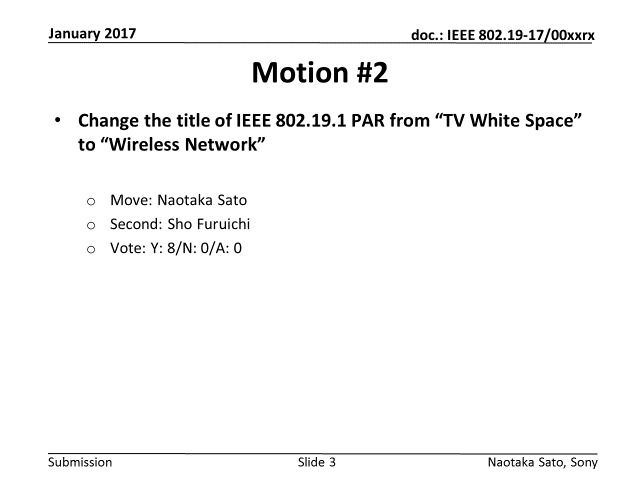 January 2017
doc.: IEEE 802.19-17/00xxrx
Motion #2
• Change the title of IEEE 802.19.1 PAR from “TV White Space”
to “Wireless Network”
o Move: Naotaka Sato
o Second: Sho Furuichi
o Vote: Y: 8/N: 0/A: 0
Submission
Slide 3
Naotaka Sato, Sony